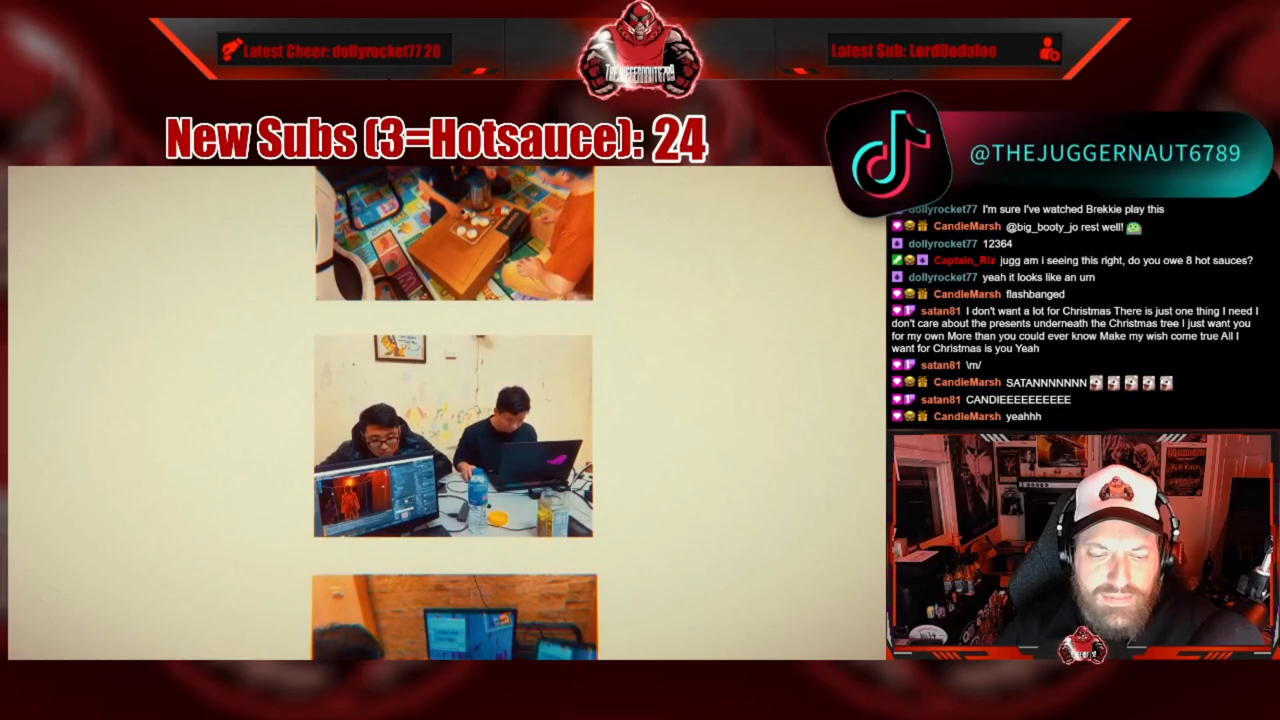 Latest Cheer: dollyrocket77 20
THEJUGGERNAUT6789
Latest Sub: LordOodaloo
New Subs (3=Hotsauce): 24
@THEJUGGERNAUT6789
dollyrocket77 I'm sure I've watched Brekkie play this
CandieMarsh @big_booty_jo rest well!
dollyrocket77 12364
Captain_Riz jugg am i seeing this right, do you owe 8 hot sauces?
dollyrocket77 yeah it looks like an urn
CandieMarsh flashbanged
satan81 I don't want a lot for Christmas There is just one thing I need I
don't care about the presents underneath the Christmas tree I just want you
for my own More than you could ever know Make my wish come true All I
want for Christmas is you Yeah
satan81 \m/
CandieMarsh SATANNNNNNN
satan81 CANDIEEEEEEEEEE
CandieMarsh yeahhh